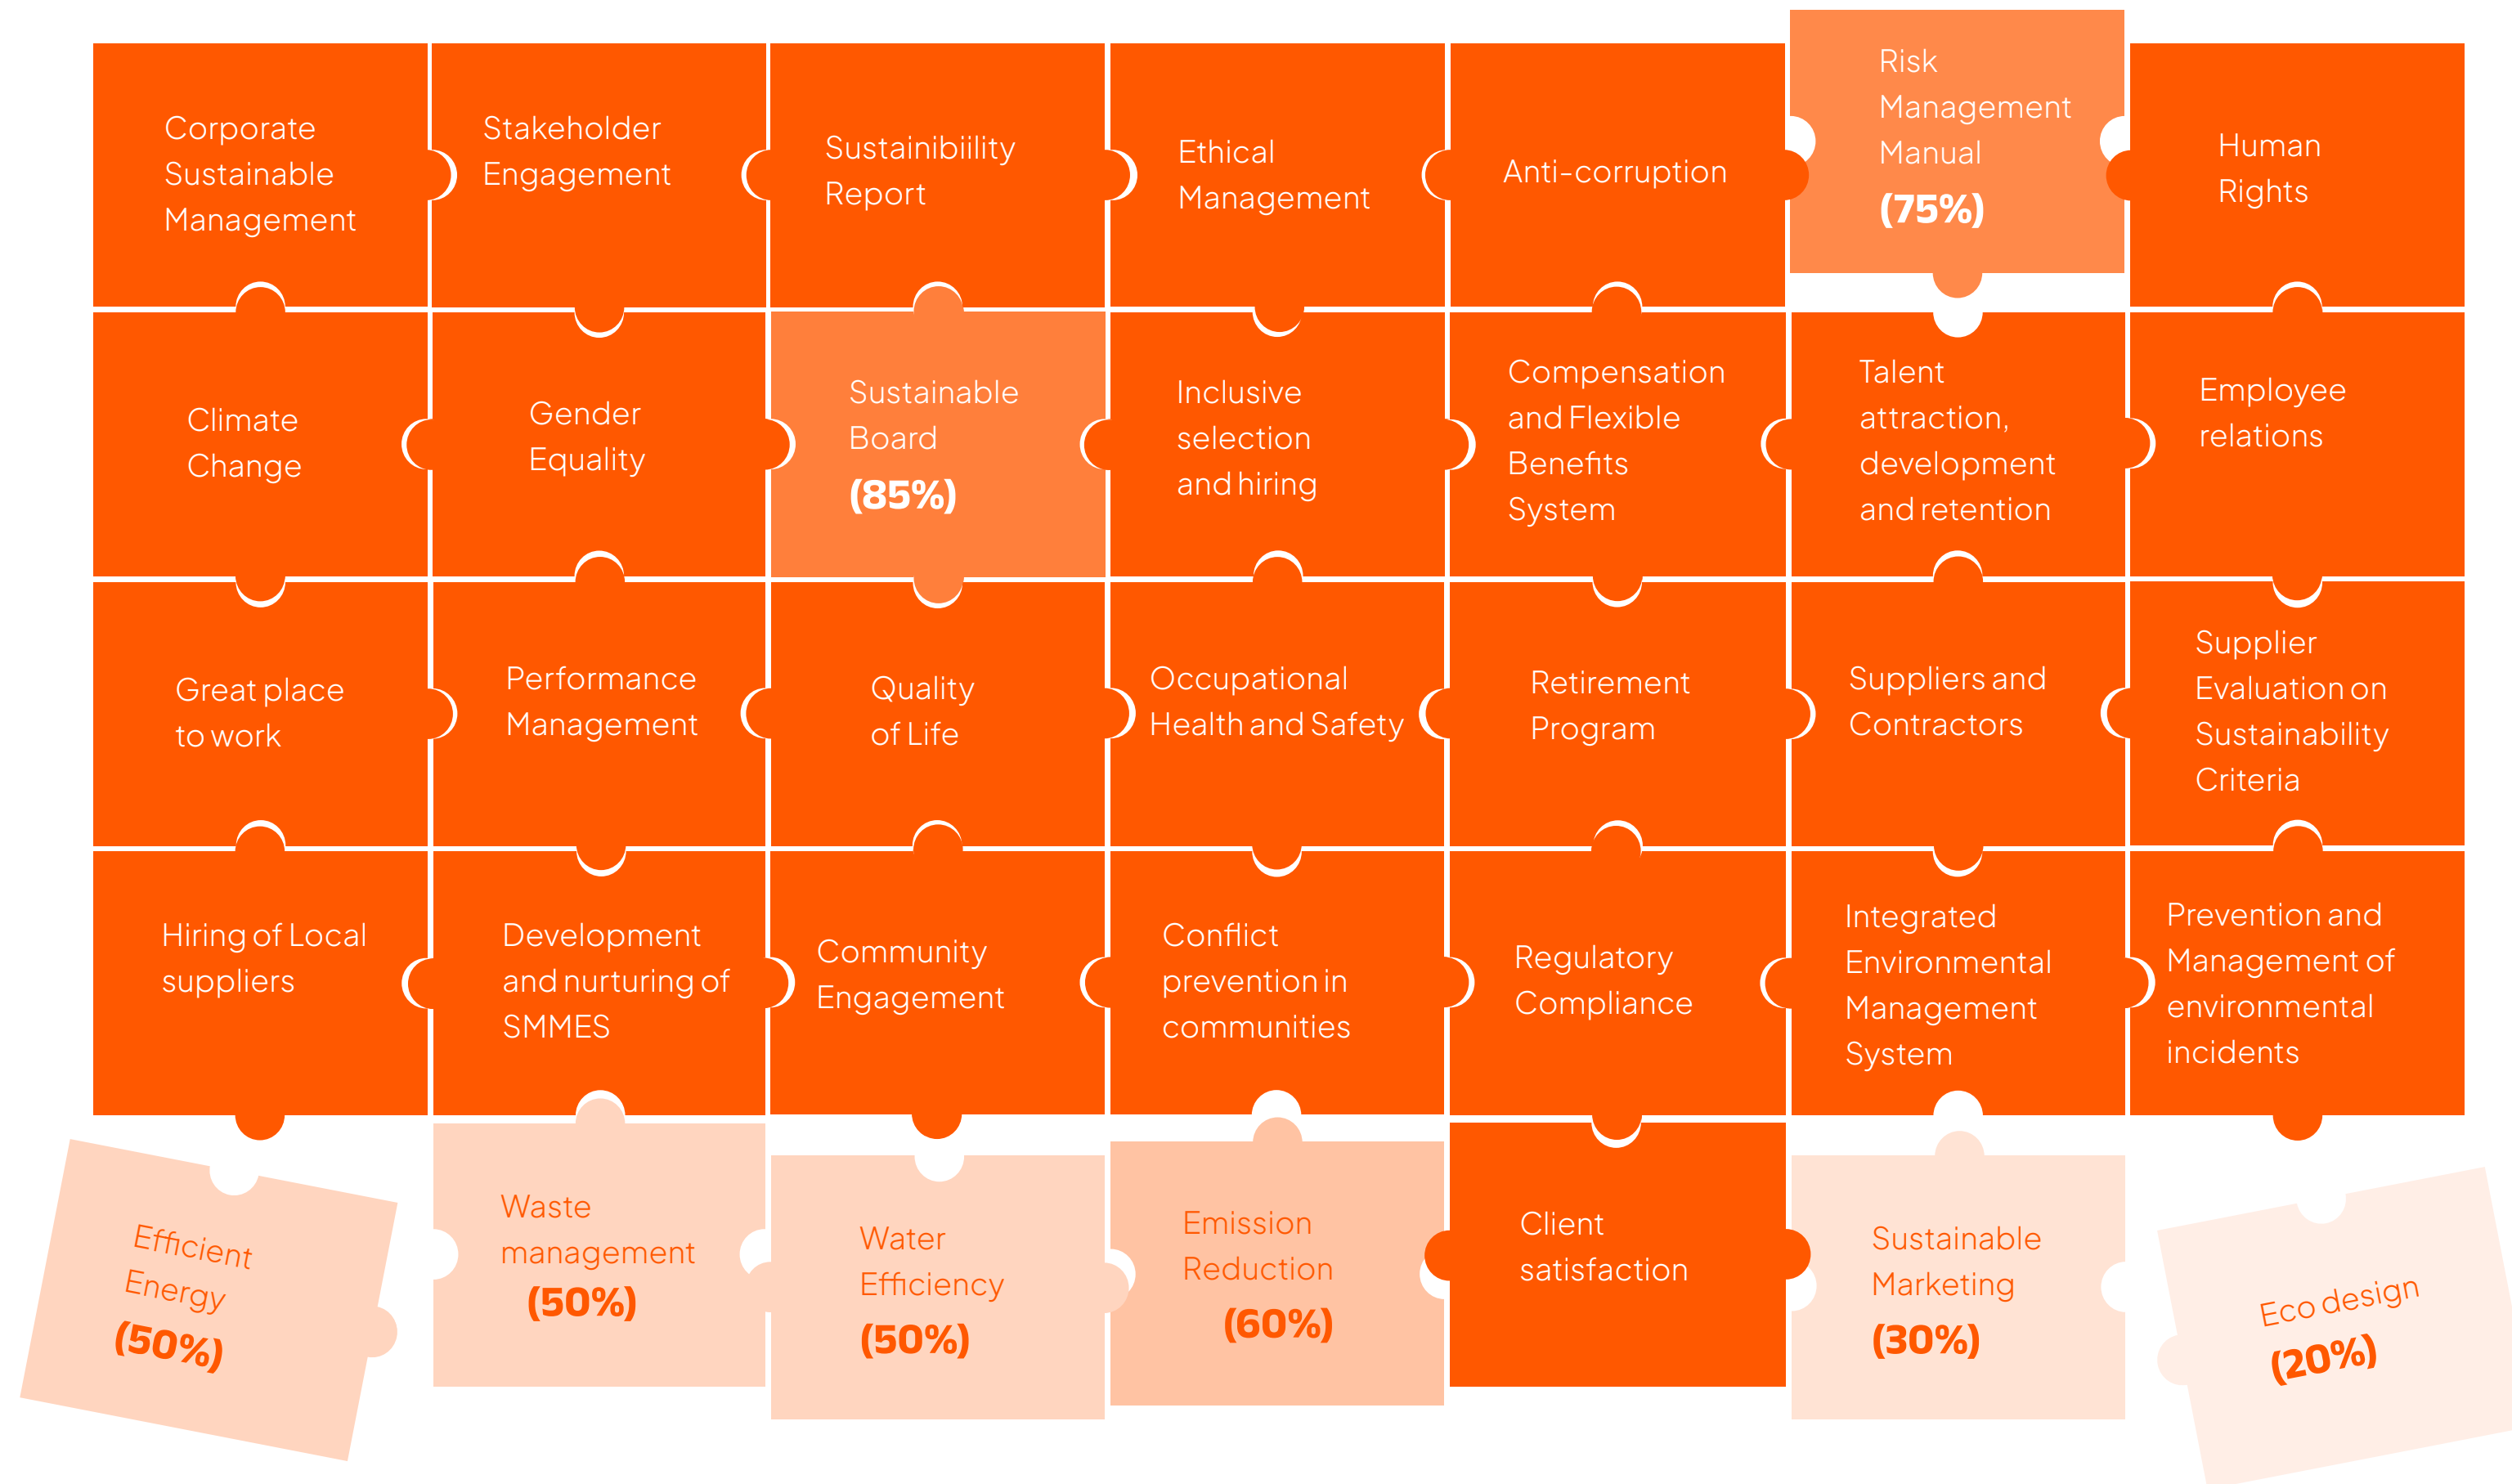 Corporate
Sustainable
Management
Stakeholder
Engagement
Sustainibiility
Report
Ethical
Management
Anti-corruption
Risk
Management
Manual
(75%)
Human
Rights
Climate
Change
Gender
Equality
Sustainable
Board
(85%)
Inclusive
selection
and hiring
Compensation
and Flexible
Benefits
System
Talent
attraction,
development
and retention
Employee
relations
Great place
to work
Performance
Management
Quality
of Life
Occupational
Health and Safety
Retirement
Program
Suppliers and
Contractors
Supplier
Evaluation on
Sustainability
Criteria
Hiring of Local
suppliers
Development
and nurturing of
SMMES
Community
Engagement
Conflict
prevention in
communities
Regulatory
Compliance
Integrated
Environmental
Management
System
Prevention and
Management of
environmental
incidents
Efficient
Energy
(50%)
Waste
management
(50%)
Water
Efficiency
(50%)
Emission
Reduction
(60%)
Client
satisfaction
Sustainable
Marketing
(30%)
Eco design
(20%)